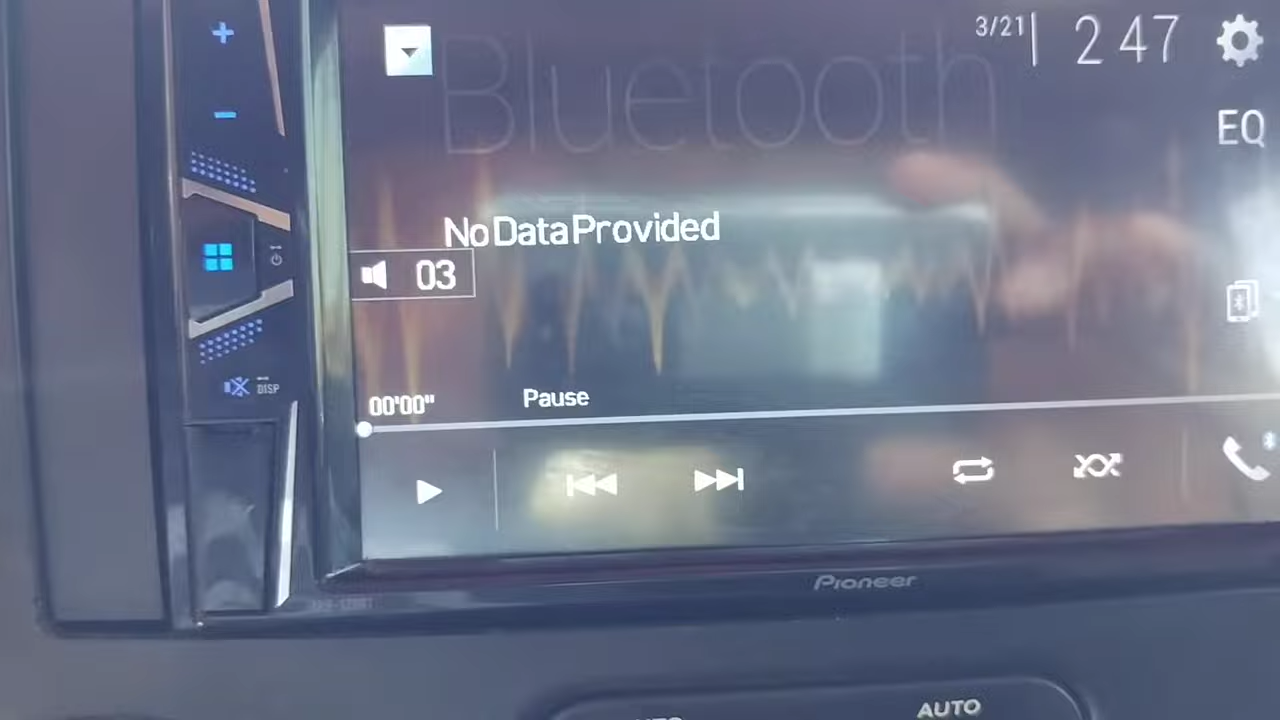 3/21
2 47
Bluetooth
EQ
No Data Provided
03
DISP
00'00"
Pause
Pioneer
AUTO